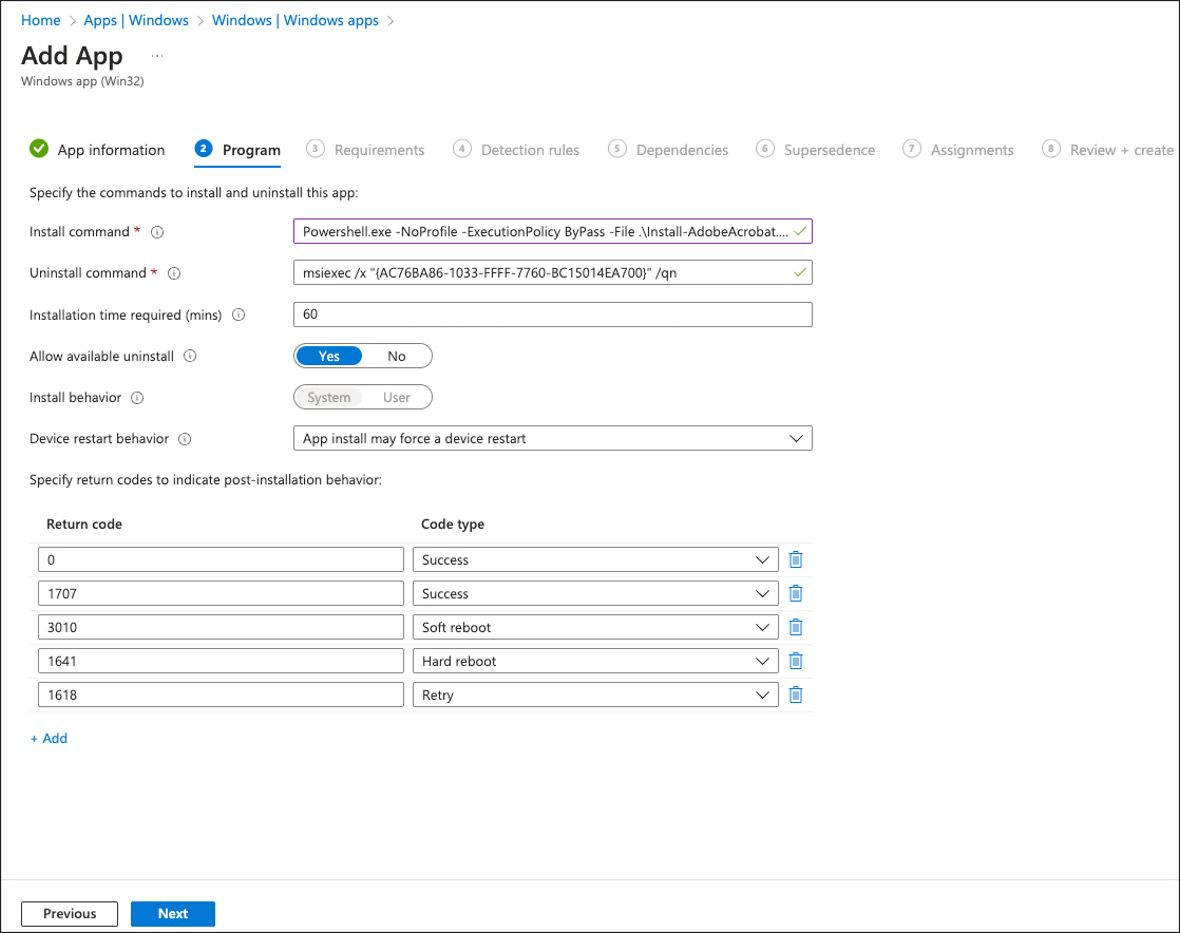 Home > Apps | Windows > Windows | Windows apps >
Add App ...
Windows app (Win32)
App information 2 Program 3 Requirements 4 Detection rules 5 Dependencies 6 Supersedence 7 Assignments 8 Review + create
Specify the commands to install and uninstall this app:
Install command * Powershell.exe -NoProfile -ExecutionPolicy ByPass -File .\Install-AdobeAcrobat....
Uninstall command * msiexec /x "{AC76BA86-1033-FFFF-7760-BC15014EA700}" /qn
Installation time required (mins) 60
Allow available uninstall Yes No
Install behavior System User
Device restart behavior App install may force a device restart
Specify return codes to indicate post-installation behavior:
Return code Code type
0 Success
1707 Success
3010 Soft reboot
1641 Hard reboot
1618 Retry
+ Add
Previous Next